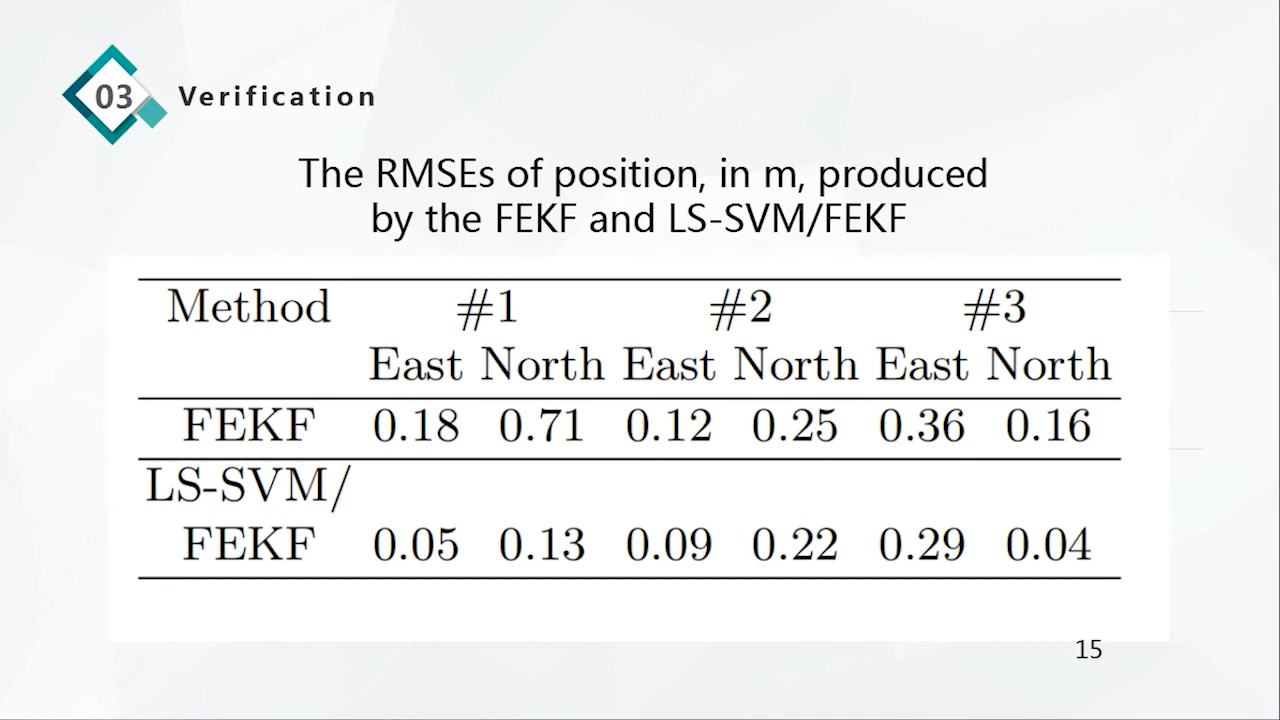 03
Verification
The RMSEs of position, in m, produced
by the FEKF and LS-SVM/FEKF
Method #1 #2 #3
East North East North East North
FEKF 0.18 0.71 0.12 0.25 0.36 0.16
LS-SVM/
FEKF 0.05 0.13 0.09 0.22 0.29 0.04
15